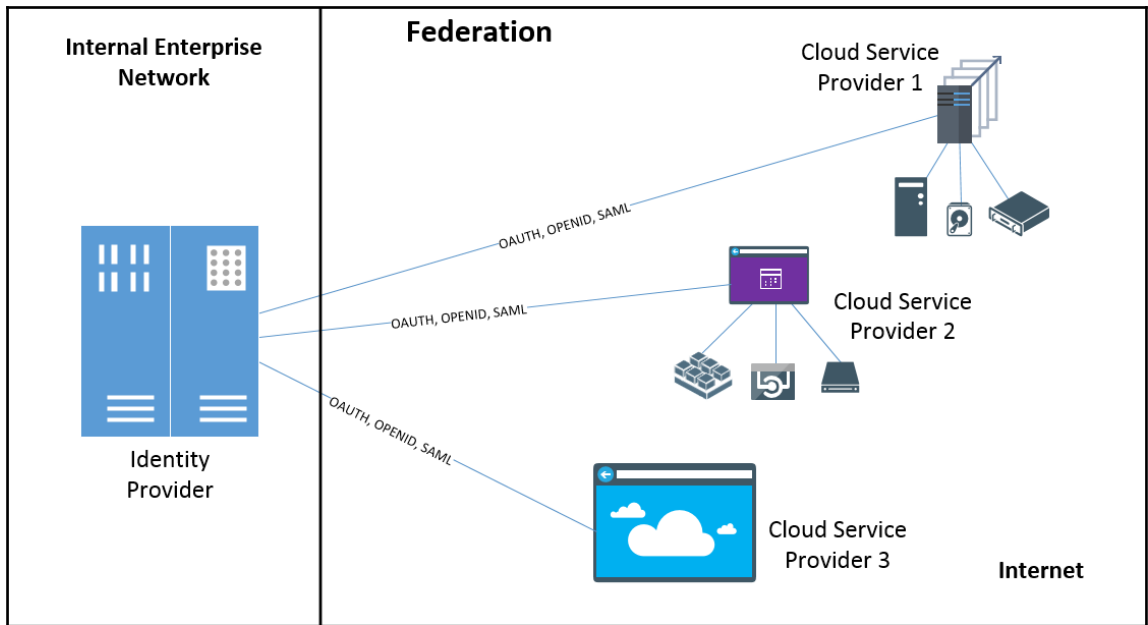 Internal Enterprise
Network
Federation
Cloud Service
Provider 1
OAUTH, OPENID, SAML
OAUTH, OPENID, SAML
Cloud Service
Provider 2
OAUTH, OPENID, SAML
Identity
Provider
Cloud Service
Provider 3
Internet